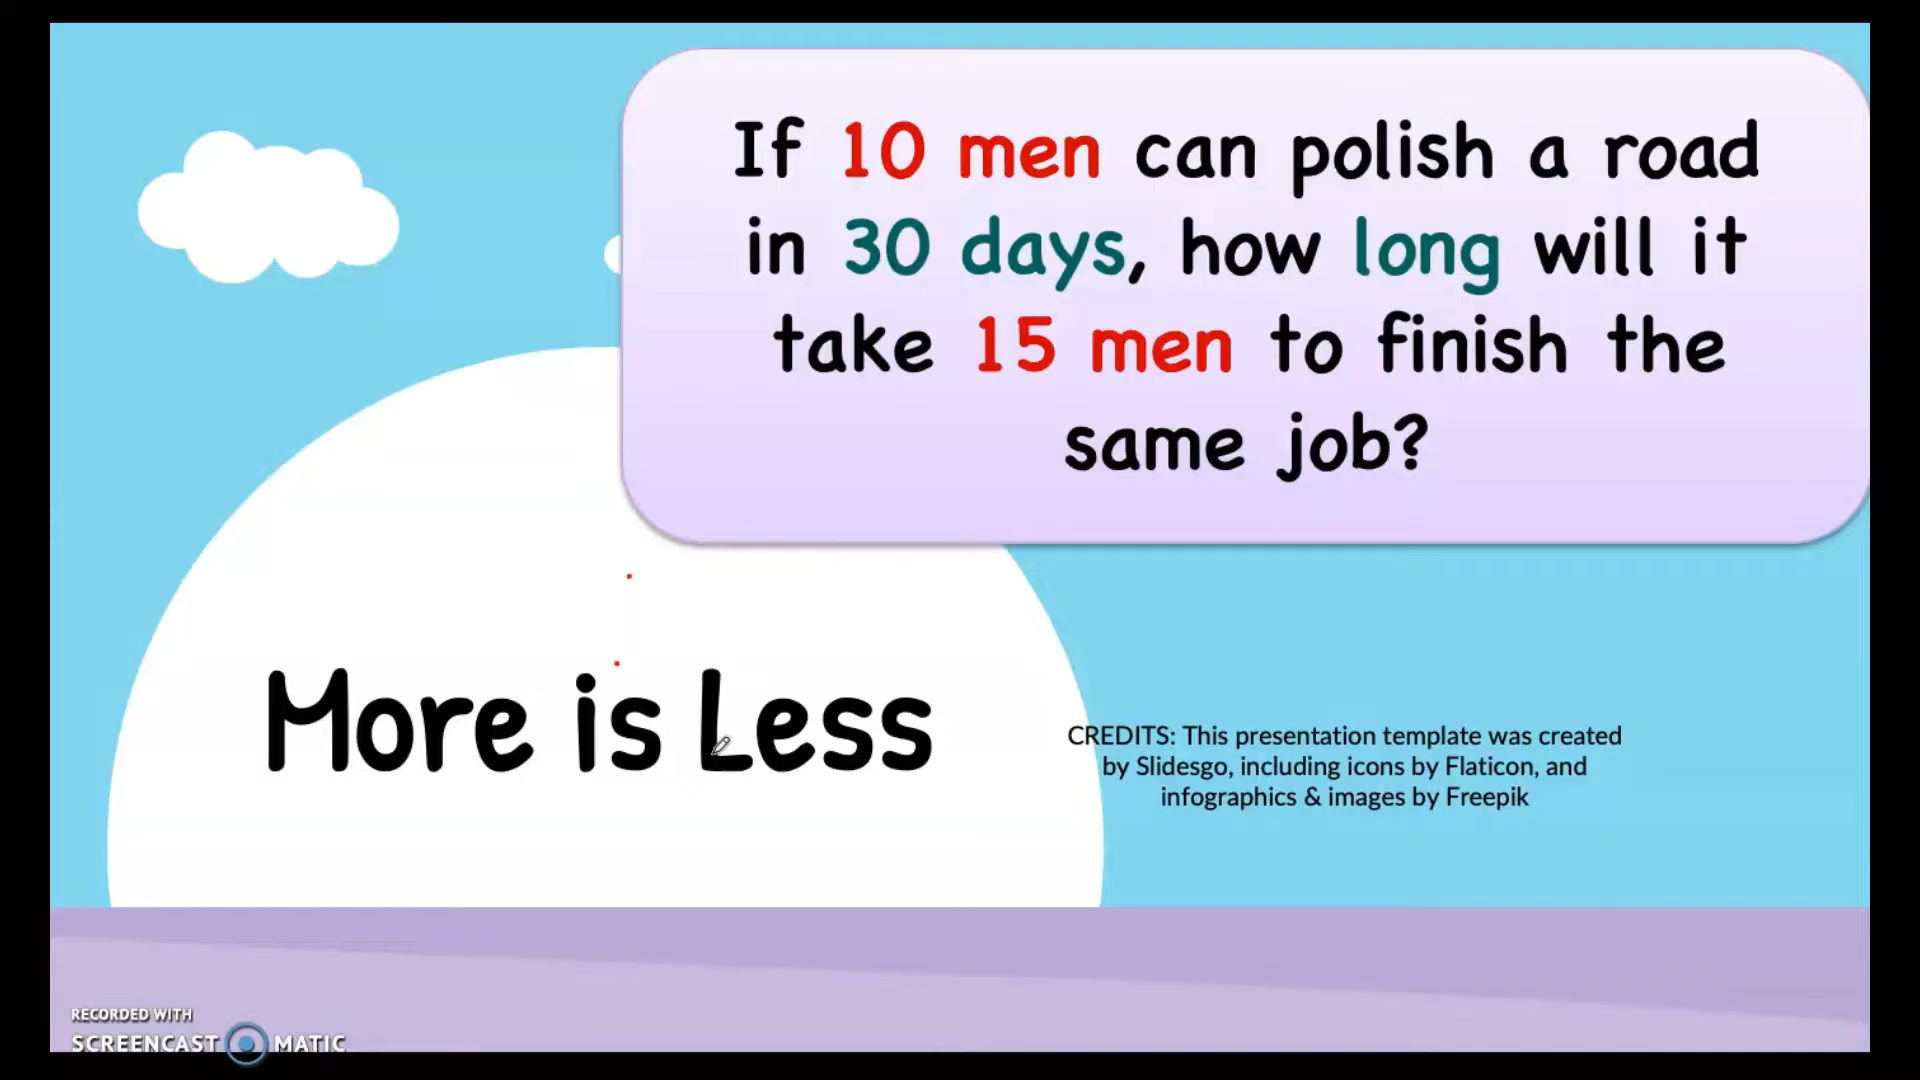 If 10 men can polish a road
in 30 days, how long will it
take 15 men to finish the
same job?
More is Less
CREDITS: This presentation template was created
by Slidesgo, including icons by Flaticon, and
infographics & images by Freepik
RECORDED WITH
SCREENCAST MATIC